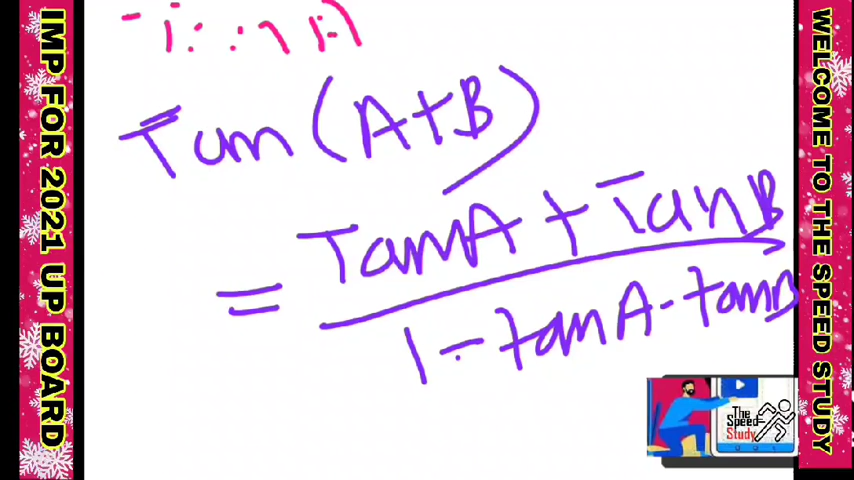 IMP FOR 2021 UP BOARD
Tan (A+B)
= TanA + TanB
1 - tanA . tanB
The
Speed
Study
WELCOME TO THE SPEED STUDY